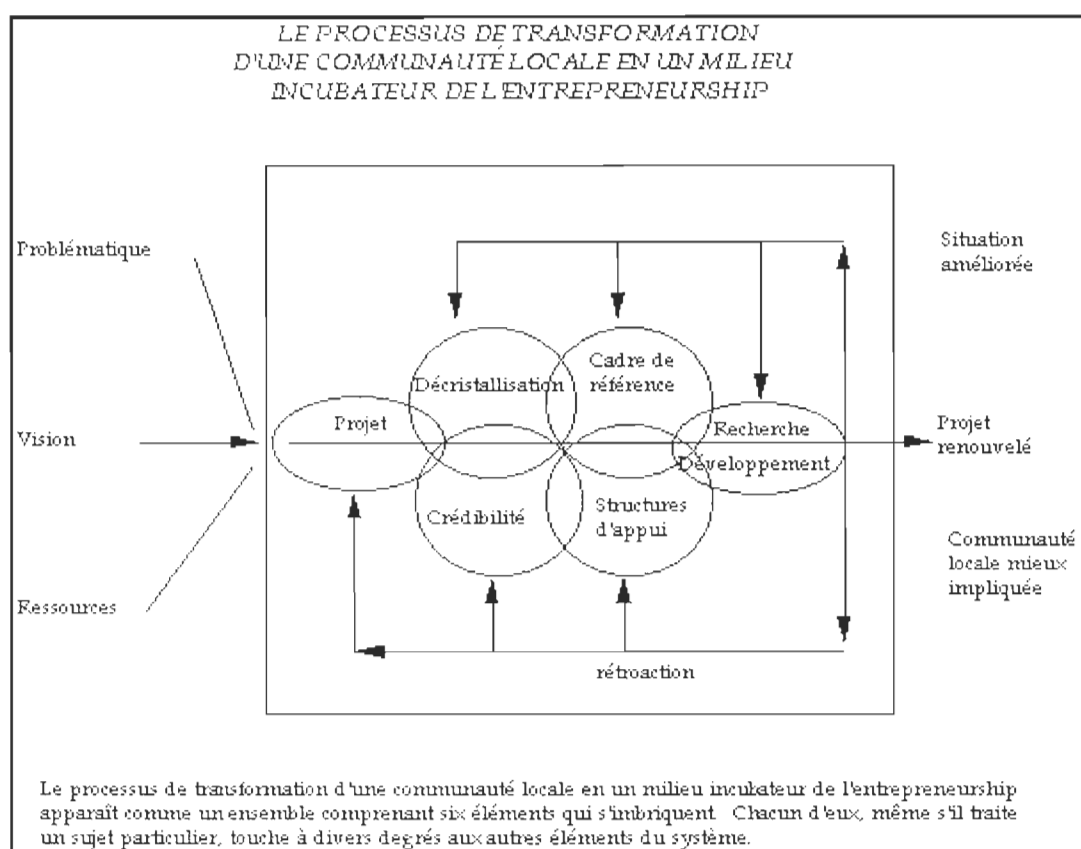 LE PROCESSUS DE TRANSFORMATION
D'UNE COMMUNAUTÉ LOCALE EN UN MILIEU
INCUBATEUR DE L'ENTREPRENEURSHIP
Problématique
Situation
améliorée
Décristallisation
Cadre de
référence
Projet
Recherche
Développement
Vision
Projet
renouvelé
Crédibilité
Structures
d'appui
Communauté
locale mieux
impliquée
Ressources
rétroaction
Le processus de transformation d'une communauté locale en un milieu incubateur de l'entrepreneurship
apparaît comme un ensemble comprenant six éléments qui s'imbriquent Chacun d'eux, même s'il traite
un sujet particulier, touche à divers degrés aux autres éléments du système.